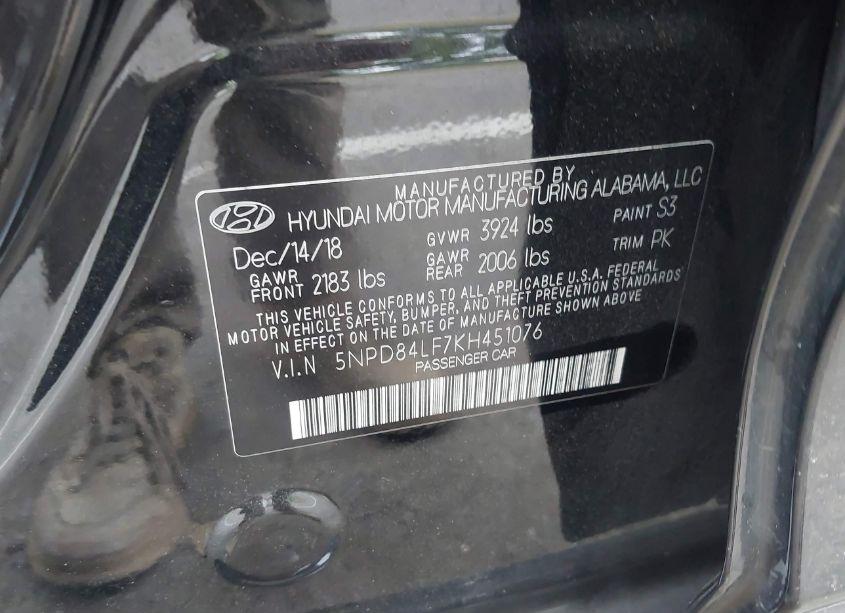 MANUFACTURED BY
HYUNDAI MOTOR MANUFACTURING ALABAMA, LLC
Dec/14/18 GVWR 3924 lbs PAINT S3
GAWR FRONT 2183 lbs GAWR REAR 2006 lbs TRIM PK
THIS VEHICLE CONFORMS TO ALL APPLICABLE U.S.A. FEDERAL
MOTOR VEHICLE SAFETY, BUMPER, AND THEFT PREVENTION STANDARDS
IN EFFECT ON THE DATE OF MANUFACTURE SHOWN ABOVE
V.I.N 5NPD84LF7KH451076
PASSENGER CAR